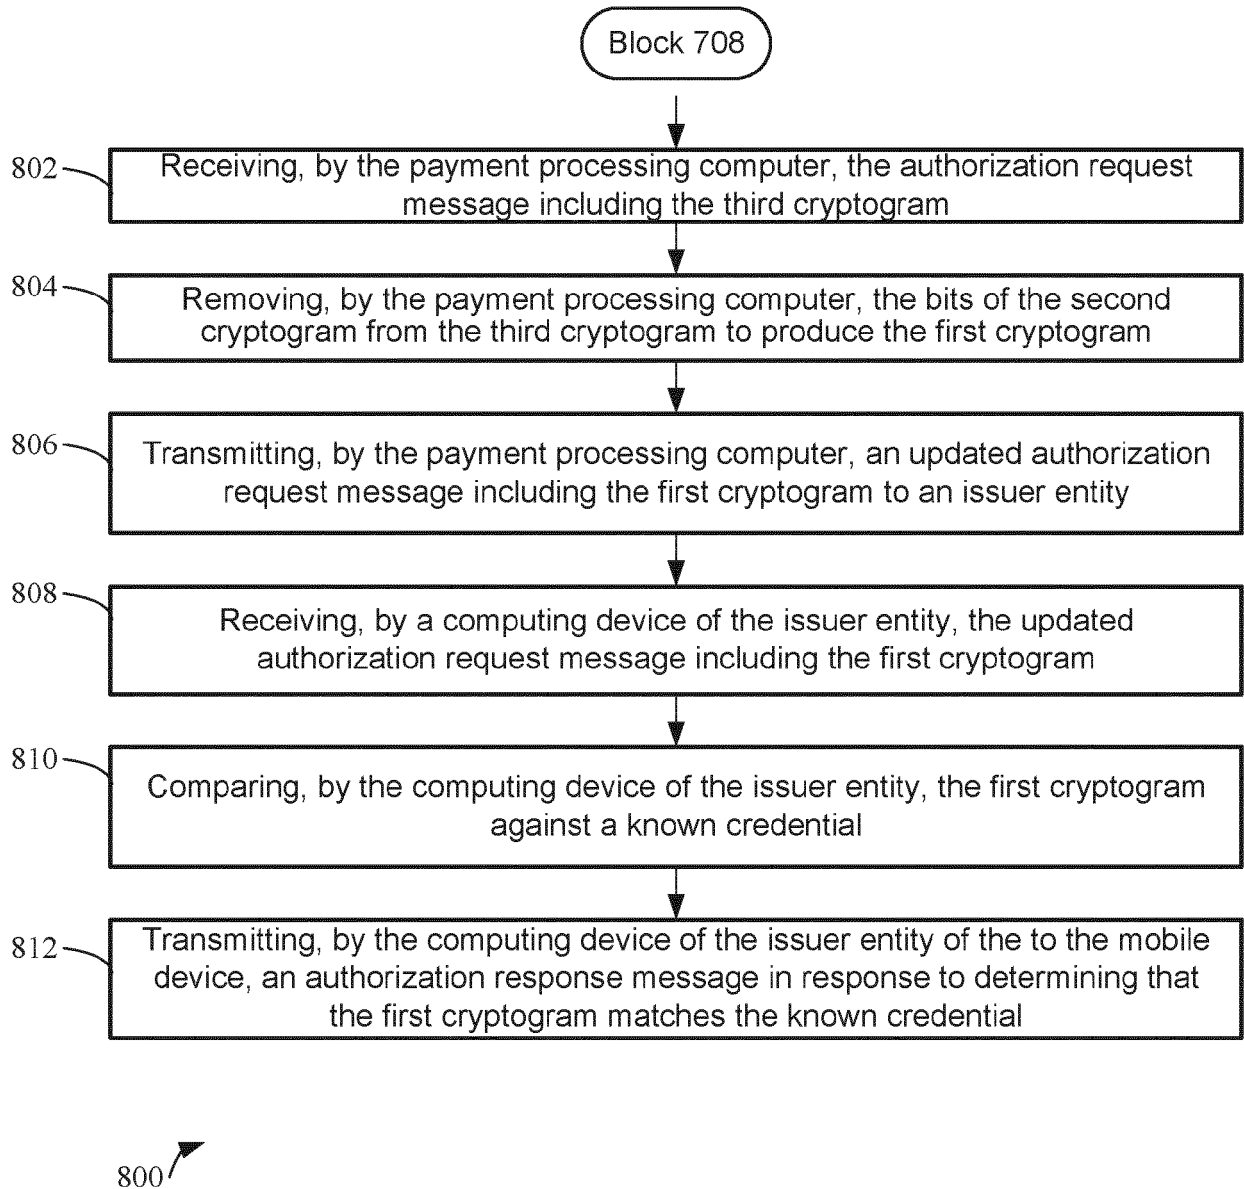 Block 708
802
Receiving, by the payment processing computer, the authorization request
message including the third cryptogram
804
Removing, by the payment processing computer, the bits of the second
cryptogram from the third cryptogram to produce the first cryptogram
806
Transmitting, by the payment processing computer, an updated authorization
request message including the first cryptogram to an issuer entity
808
Receiving, by a computing device of the issuer entity, the updated
authorization request message including the first cryptogram
810
Comparing, by the computing device of the issuer entity, the first cryptogram
against a known credential
812
Transmitting, by the computing device of the issuer entity of the to the mobile
device, an authorization response message in response to determining that
the first cryptogram matches the known credential
800